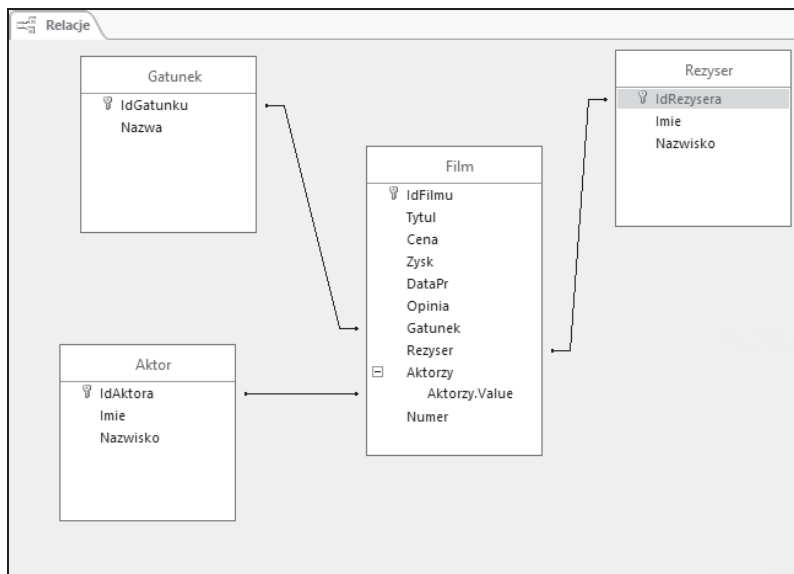 Relacje
Gatunek
IdGatunku
Nazwa
Rezyser
IdRezysera
Imie
Nazwisko
Film
IdFilmu
Tytul
Cena
Zysk
DataPr
Opinia
Gatunek
Rezyser
Aktorzy
Aktorzy.Value
Numer
Aktor
IdAktora
Imie
Nazwisko